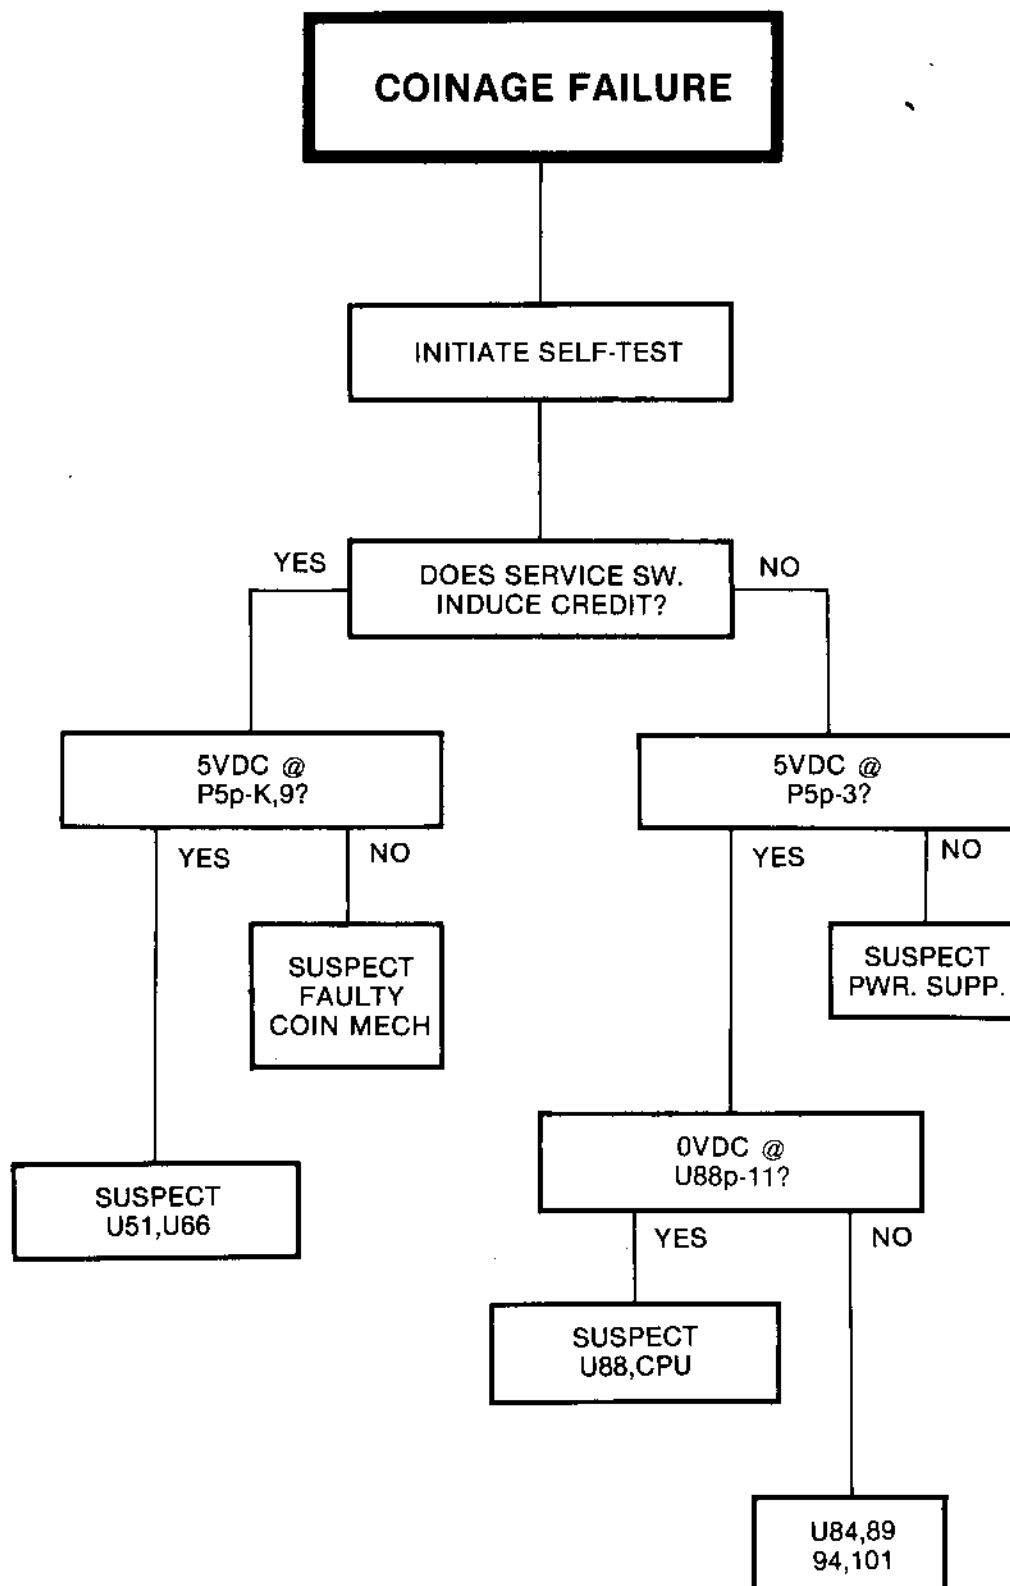 COINAGE FAILURE
INITIATE SELF-TEST
YES
DOES SERVICE SW.
INDUCE CREDIT?
NO
5VDC @
P5p-K,9?
5VDC @
P5p-3?
YES
NO
YES
NO
SUSPECT
FAULTY
COIN MECH
SUSPECT
PWR. SUPP.
0VDC @
U88p-11?
SUSPECT
U51,U66
YES
NO
SUSPECT
U88,CPU
U84,89
94,101